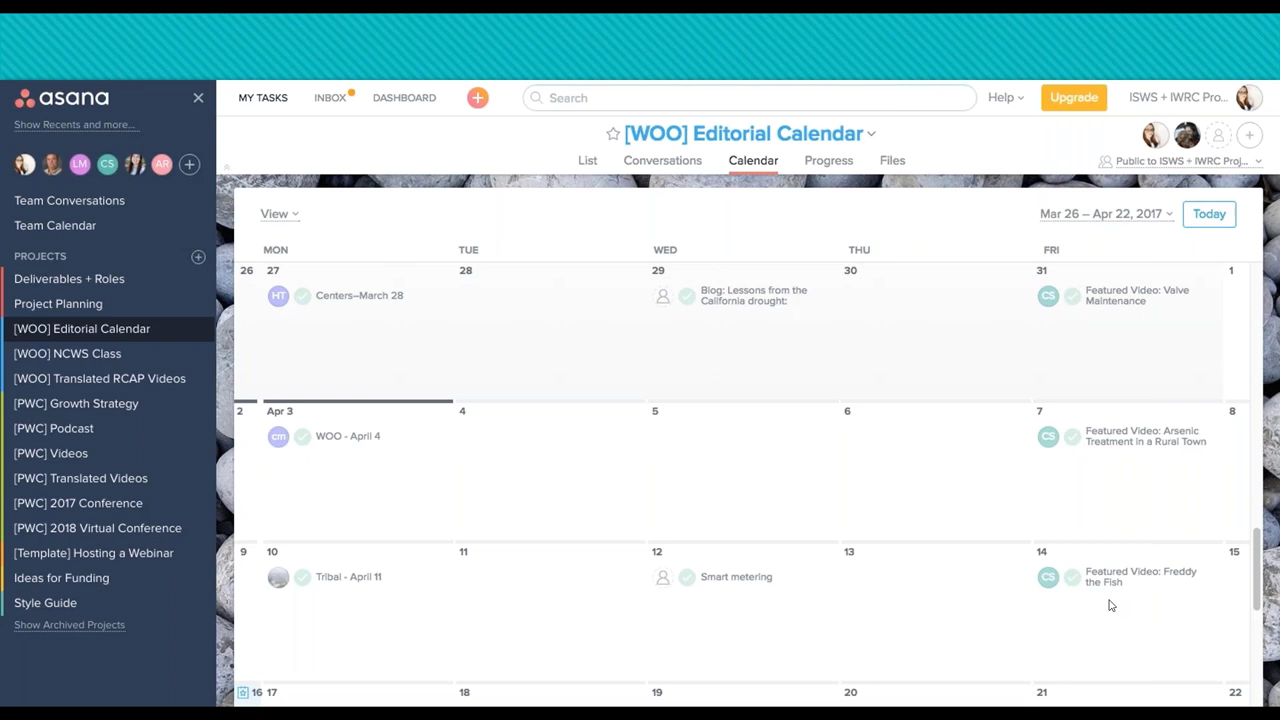 asana
MY TASKS
INBOX
DASHBOARD
Search
Help
Upgrade
ISWS + IWRC Pro...
Show Recents and more...
[WOO] Editorial Calendar
List
Conversations
Calendar
Progress
Files
Public to ISWS + IWRC Proj...
LM
CS
AR
Team Conversations
Team Calendar
PROJECTS
Deliverables + Roles
Project Planning
[WOO] Editorial Calendar
[WOO] NCWS Class
[WOO] Translated RCAP Videos
[PWC] Growth Strategy
[PWC] Podcast
[PWC] Videos
[PWC] Translated Videos
[PWC] 2017 Conference
[PWC] 2018 Virtual Conference
[Template] Hosting a Webinar
Ideas for Funding
Style Guide
Show Archived Projects
View
Mar 26 – Apr 22, 2017
Today
MON
TUE
WED
THU
FRI
26
27
28
29
30
31
1
HT
Centers–March 28
Blog: Lessons from the
California drought:
CS
Featured Video: Valve
Maintenance
2
Apr 3
4
5
6
7
8
cm
WOO - April 4
CS
Featured Video: Arsenic
Treatment in a Rural Town
9
10
11
12
13
14
15
Tribal - April 11
Smart metering
CS
Featured Video: Freddy
the Fish
16
17
18
19
20
21
22